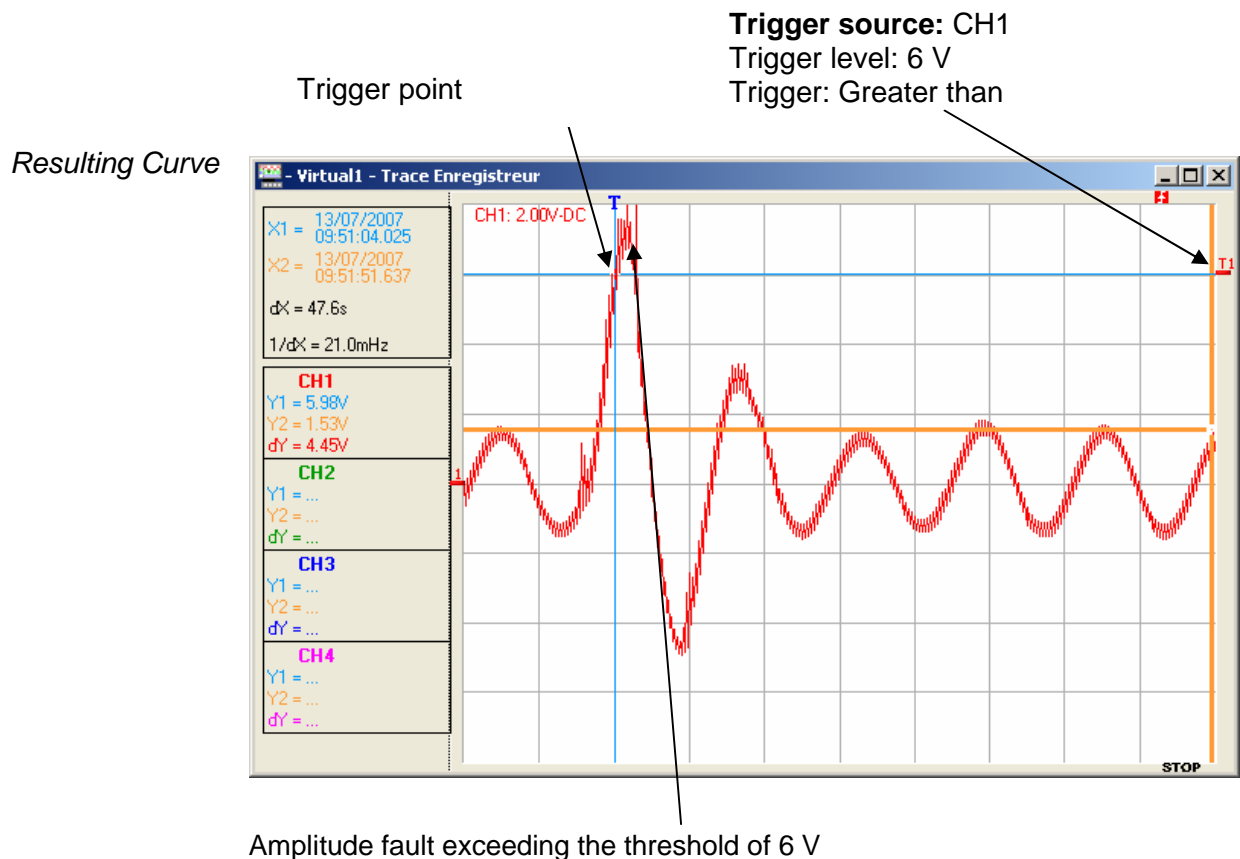 Trigger source: CH1
Trigger level: 6 V
Trigger: Greater than
Trigger point
Resulting Curve
- Virtual1 - Trace Enregistreur
X1 = 13/07/2007
09:51:04.025
X2 = 13/07/2007
09:51:51.637
dX = 47.6s
1/dX = 21.0mHz
CH1
Y1 = 5.98V
Y2 = 1.53V
dY = 4.45V
CH2
Y1 = ...
Y2 = ...
dY = ...
CH3
Y1 = ...
Y2 = ...
dY = ...
CH4
Y1 = ...
Y2 = ...
dY = ...
T
CH1: 2.00V-DC
T1
1
STOP
Amplitude fault exceeding the threshold of 6 V